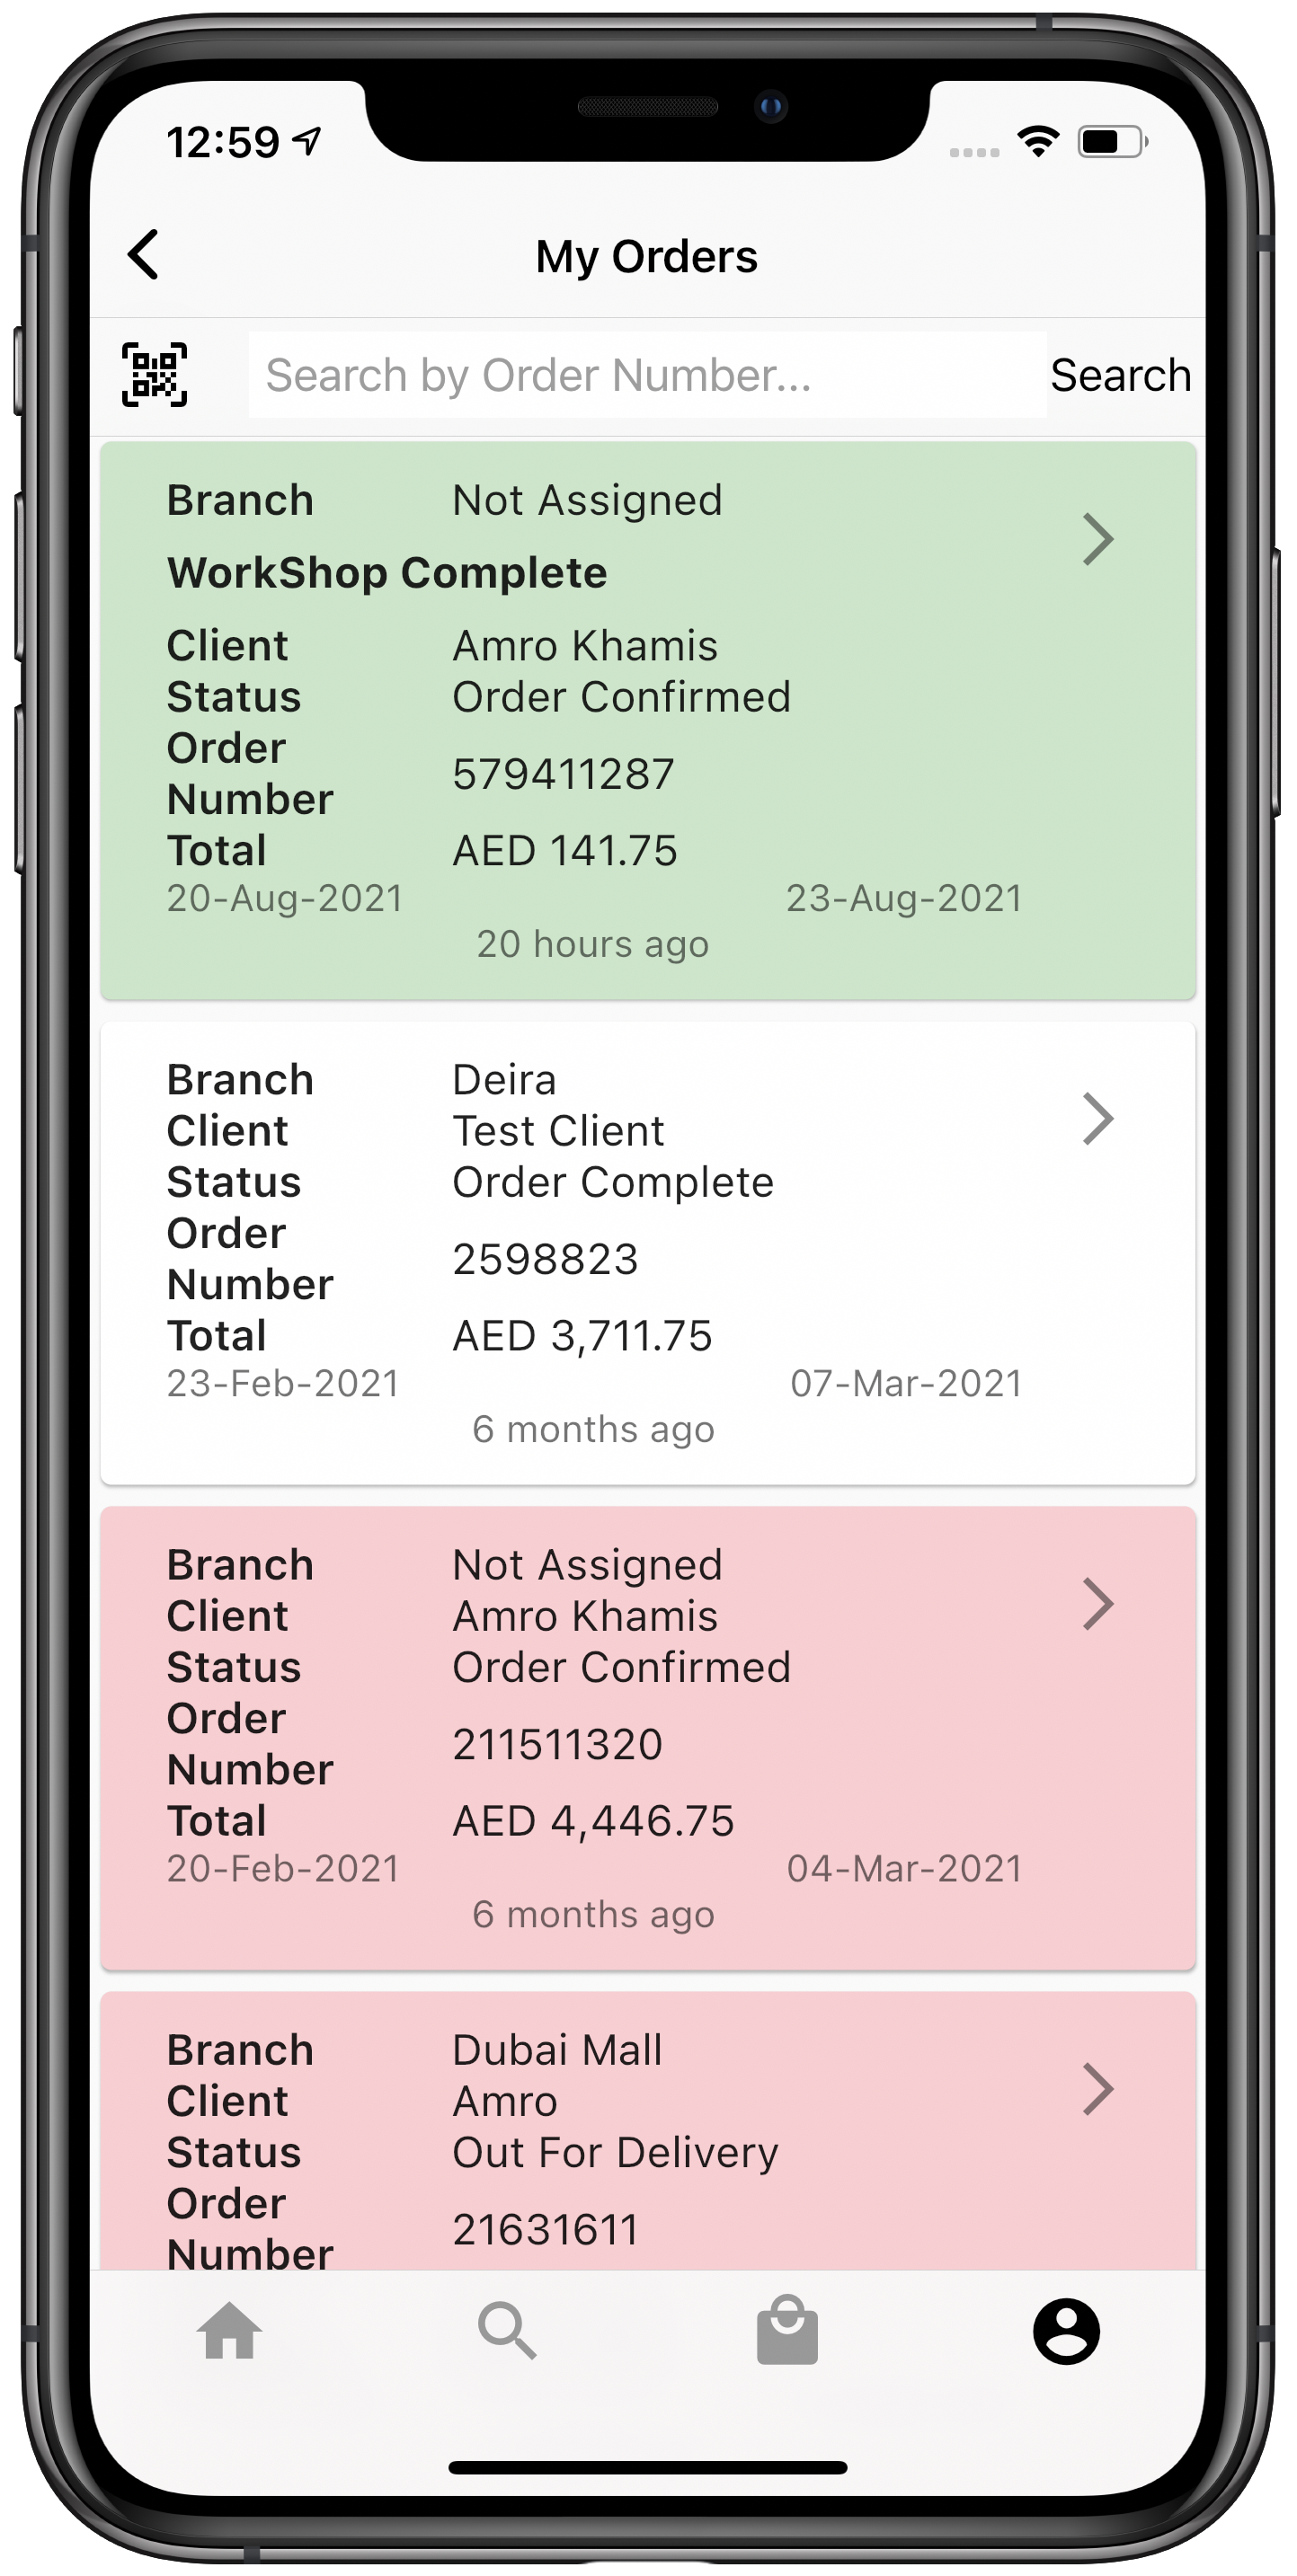 12:59
My Orders
Search by Order Number... Search
Branch Not Assigned
WorkShop Complete
Client Amro Khamis
Status Order Confirmed
Order
Number 579411287
Total AED 141.75
20-Aug-2021 23-Aug-2021
20 hours ago
Branch Deira
Client Test Client
Status Order Complete
Order
Number 2598823
Total AED 3,711.75
23-Feb-2021 07-Mar-2021
6 months ago
Branch Not Assigned
Client Amro Khamis
Status Order Confirmed
Order
Number 211511320
Total AED 4,446.75
20-Feb-2021 04-Mar-2021
6 months ago
Branch Dubai Mall
Client Amro
Status Out For Delivery
Order
Number 21631611